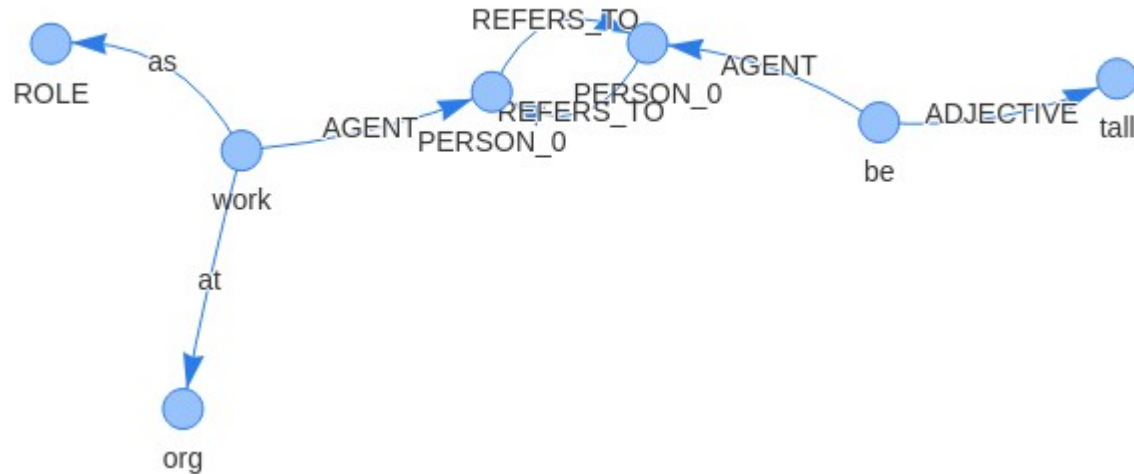 REFERS_TO
as
AGENT
ROLE
PERSON_0
REFERS_TO
ADJECTIVE
AGENT
tall
PERSON_0
be
work
at
org